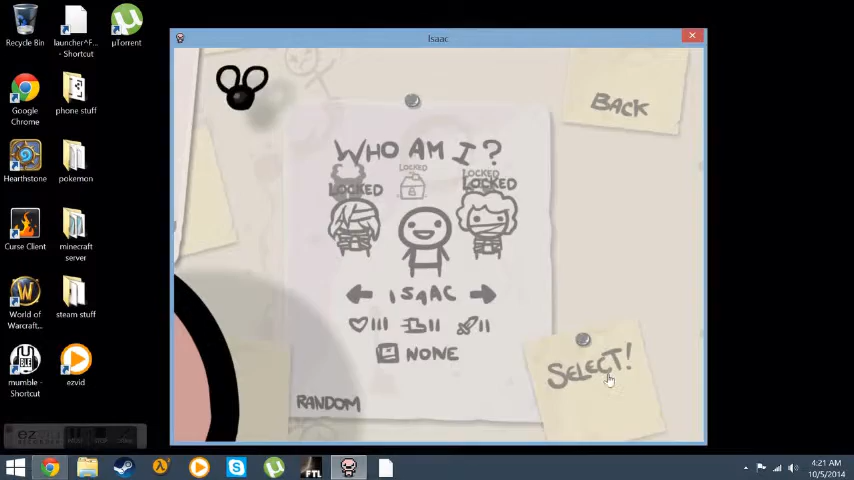 Recycle Bin
launcher^F...
- Shortcut
µTorrent
Google
Chrome
phone stuff
Hearthstone
pokemon
Curse Client
minecraft
server
World of
Warcraft...
steam stuff
mumble -
Shortcut
ezvid
Isaac
BACK
WHO AM I?
LOCKED
LOCKED
LOCKED
LOCKED
ISAAC
NONE
RANDOM
SELECT!
FTL
4:21 AM
10/5/2014